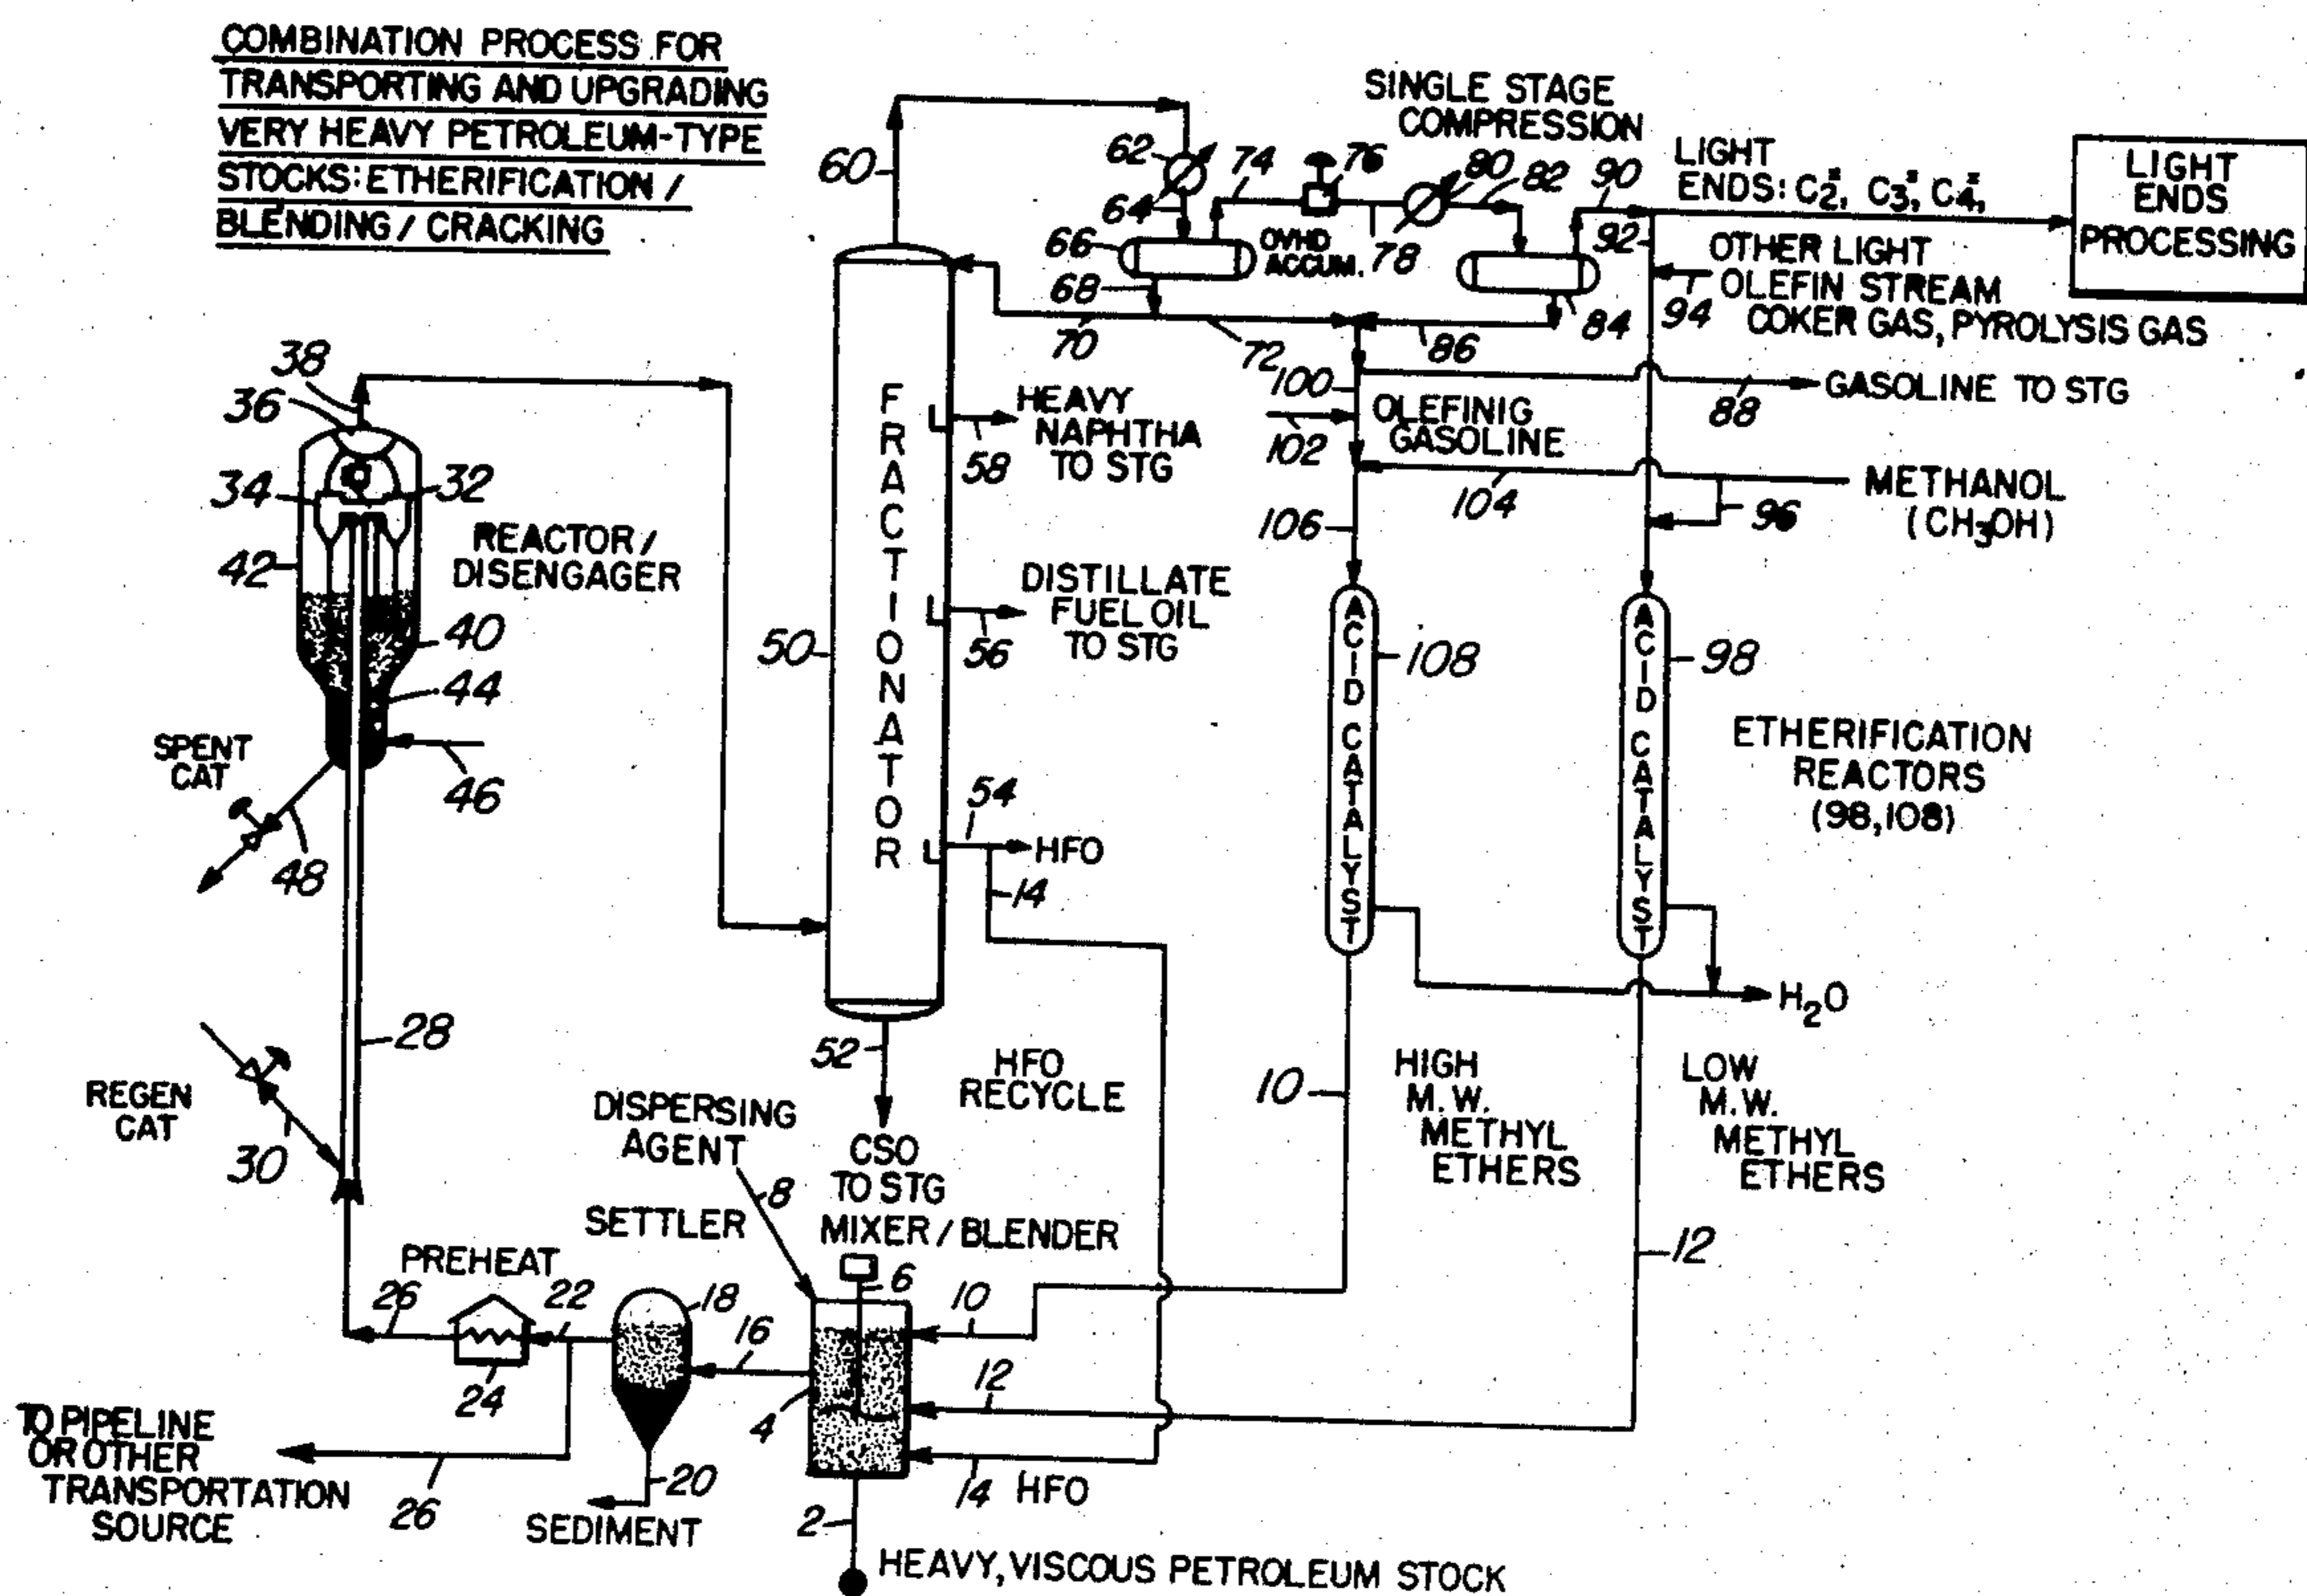 COMBINATION PROCESS FOR
TRANSPORTING AND UPGRADING
VERY HEAVY PETROLEUM-TYPE
STOCKS: ETHERIFICATION /
BLENDING / CRACKING
SINGLE STAGE
COMPRESSION
60
62
64
66
68
70
72
74
76
78
80
82
84
86
90
92
94
OVHD
ACCUM.
LIGHT
ENDS: C2=, C3=, C4=,
LIGHT
ENDS
PROCESSING
OTHER LIGHT
OLEFIN STREAM
COKER GAS, PYROLYSIS GAS
88
GASOLINE TO STG
100
102
OLEFINIG
GASOLINE
104
METHANOL
(CH3OH)
96
106
38
36
34
32
42
REACTOR /
DISENGAGER
40
44
46
SPENT
CAT
48
28
REGEN
CAT
30
50
FRACTIONATOR
HEAVY
NAPHTHA
TO STG
58
DISTILLATE
FUEL OIL
TO STG
56
54
HFO
14
52
CSO
TO STG
HFO
RECYCLE
ACID CATALYST
108
ACID CATALYST
98
ETHERIFICATION
REACTORS
(98,108)
H2O
10
HIGH
M.W.
METHYL
ETHERS
LOW
M.W.
METHYL
ETHERS
12
DISPERSING
AGENT
8
SETTLER
MIXER / BLENDER
6
PREHEAT
26
22
24
18
16
4
10
12
14 HFO
20
SEDIMENT
TO PIPELINE
OR OTHER
TRANSPORTATION
SOURCE
26
2
HEAVY, VISCOUS PETROLEUM STOCK